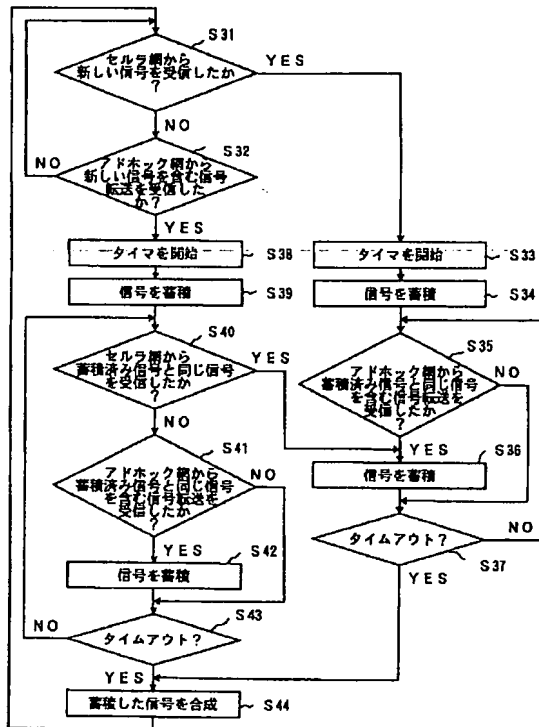 S31
セルラ網から
新しい信号を受信したか
？
YES
NO
S32
アドホック網から
新しい信号を含む信号
転送を受信した
か？
NO
YES
タイマを開始
S38
タイマを開始
S33
信号を蓄積
S39
信号を蓄積
S34
S40
セルラ網から
蓄積済み信号と同じ信号
を受信したか
？
YES
NO
S35
アドホック網から
蓄積済み信号と同じ信号
を含む信号転送を
受信したか
？
NO
YES
S36
信号を蓄積
S41
アドホック網から
蓄積済み信号と同じ信号
を含む信号転送を
受信したか
？
NO
YES
S42
信号を蓄積
タイムアウト？
NO
S37
YES
S43
タイムアウト？
NO
YES
蓄積した信号を合成
S44